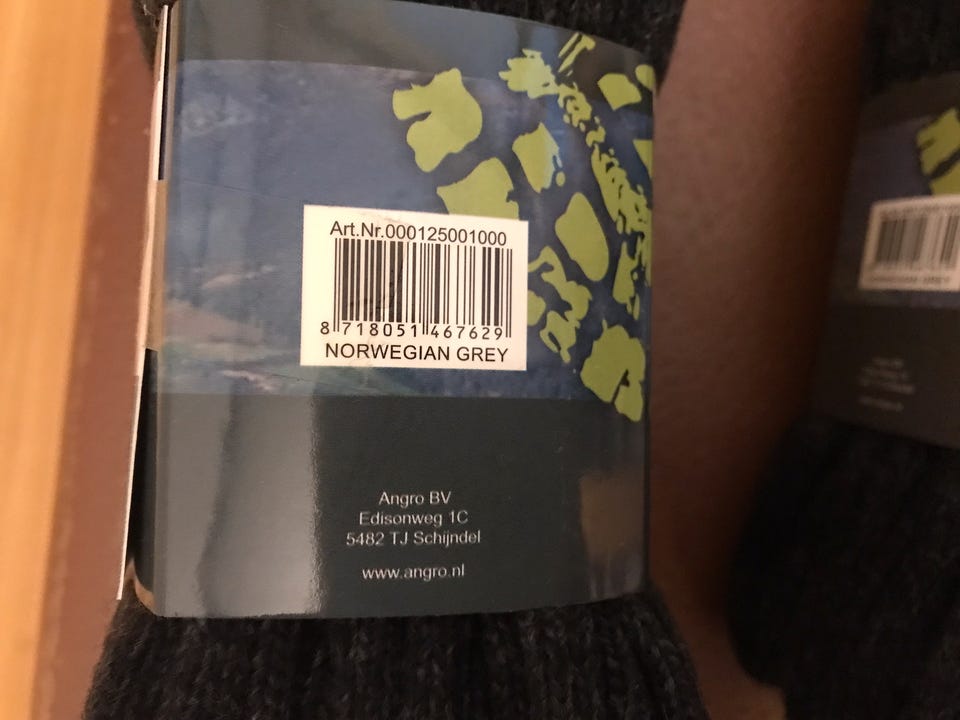 Art.Nr.000125001000
8 718051 467629
NORWEGIAN GREY
Angro BV
Edisonweg 1C
5482 TJ Schijndel
www.angro.nl